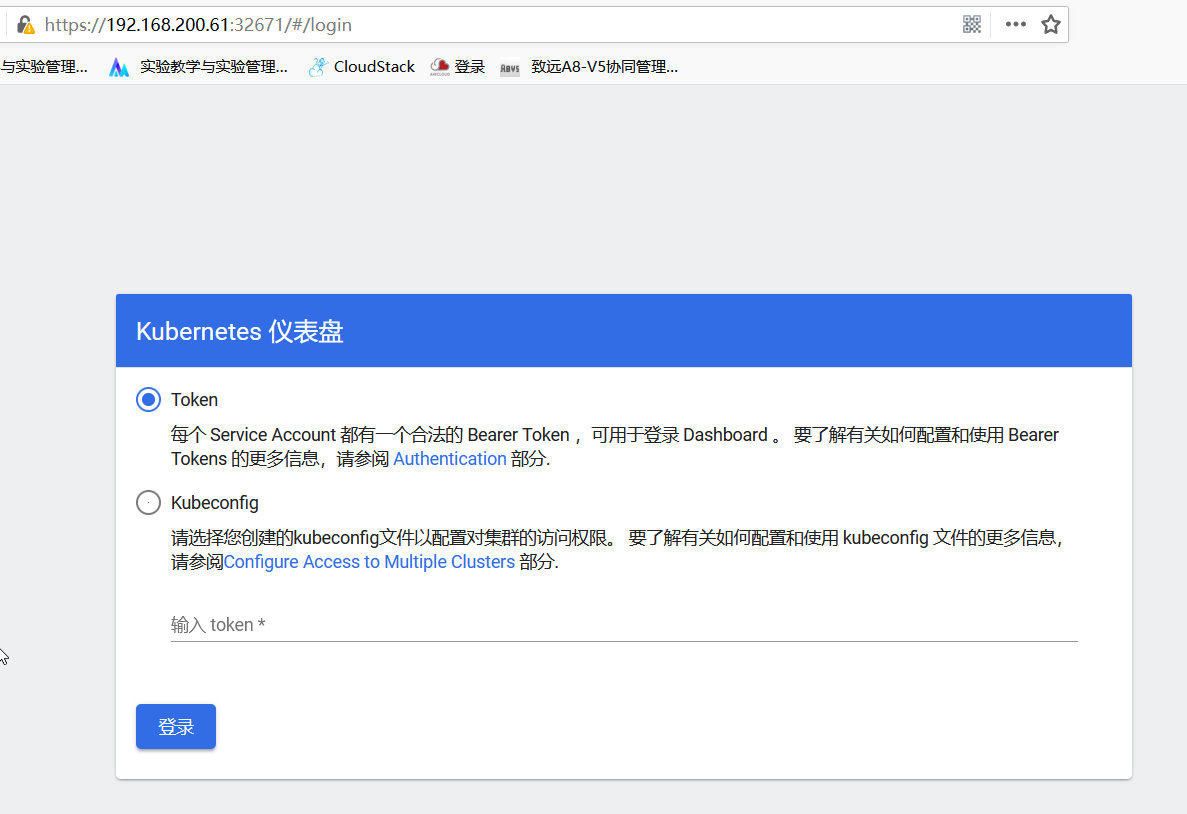 https://192.168.200.61:32671/#/login
与实验管理... 实验教学与实验管理... CloudStack 登录 致远A8-V5协同管理...
Kubernetes 仪表盘
Token
每个 Service Account 都有一个合法的 Bearer Token ，可用于登录 Dashboard 。 要了解有关如何配置和使用 Bearer
Tokens 的更多信息，请参阅 Authentication 部分.
Kubeconfig
请选择您创建的kubeconfig文件以配置对集群的访问权限。 要了解有关如何配置和使用 kubeconfig 文件的更多信息，
请参阅Configure Access to Multiple Clusters 部分.
输入 token *
登录